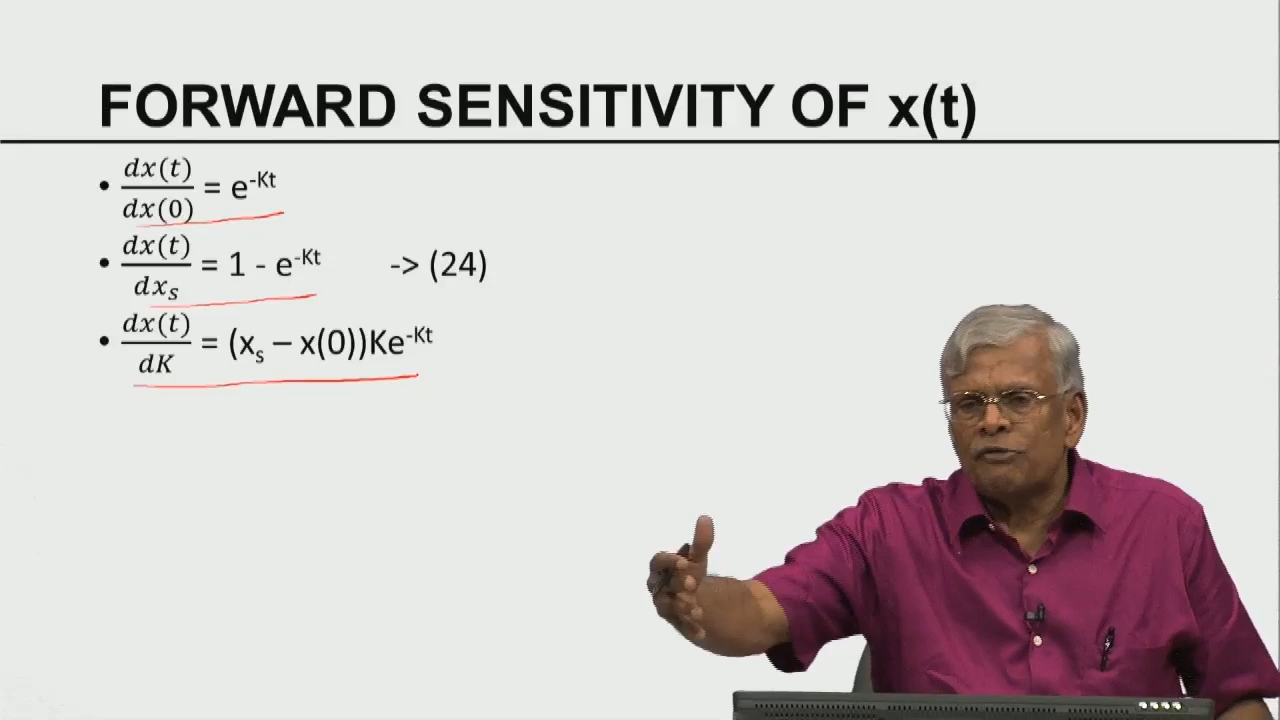 FORWARD SENSITIVITY OF x(t)
• dx(t)/dx(0) = e^-Kt
• dx(t)/dx_s = 1 - e^-Kt -> (24)
• dx(t)/dK = (x_s – x(0))Ke^-Kt